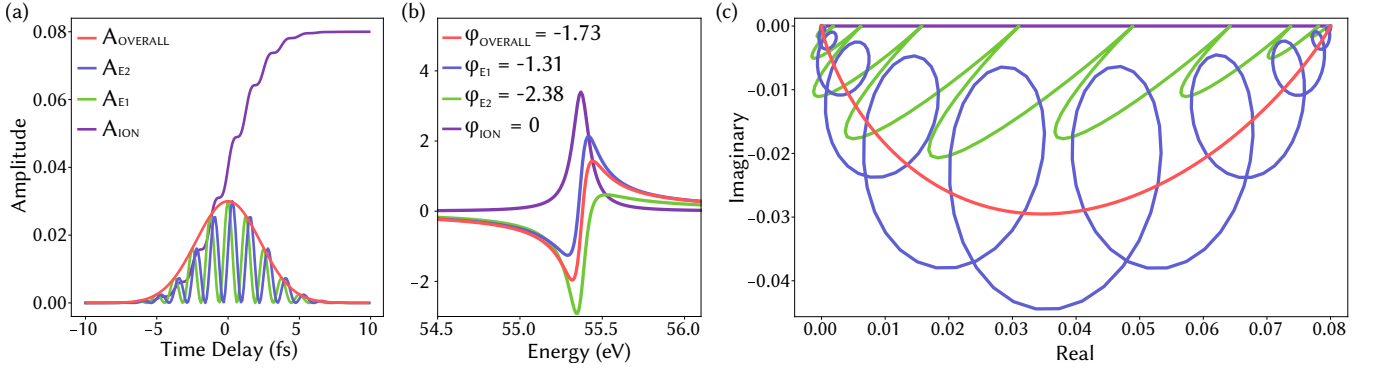 (a)
Amplitude
0.08
0.06
0.04
0.02
0.00
A_OVERALL
A_E2
A_E1
A_ION
−10
−5
0
5
10
Time Delay (fs)
(b)
4
2
0
−2
φ_OVERALL = -1.73
φ_E1 = -1.31
φ_E2 = -2.38
φ_ION = 0
54.5
55.0
55.5
56.0
Energy (eV)
(c)
Imaginary
0.00
−0.01
−0.02
−0.03
−0.04
0.00
0.01
0.02
0.03
0.04
0.05
0.06
0.07
0.08
Real